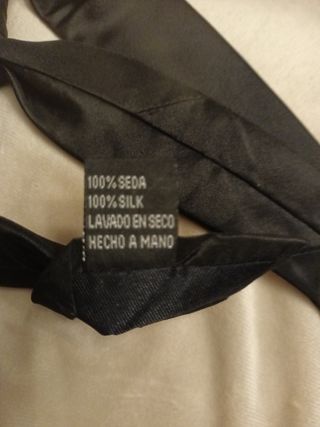 100% SEDA
100% SILK
LAVADO EN SECO
HECHO A MANO